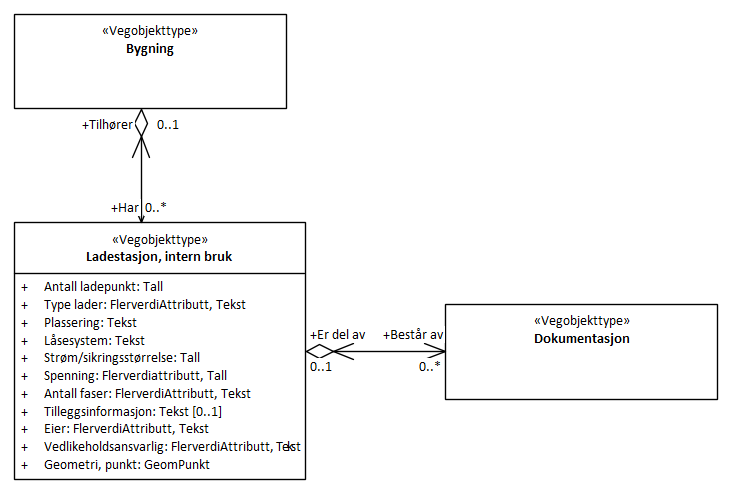 «Vegobjekttype»
Bygning
+Tilhører 0..1
+Har 0..*
«Vegobjekttype»
Ladestasjon, intern bruk
+ Antall ladepunkt: Tall
+ Type lader: FlerverdiAttributt, Tekst
+ Plassering: Tekst
+ Låsesystem: Tekst
+ Strøm/sikringsstørrelse: Tall
+ Spenning: Flerverdiattributt, Tall
+ Antall faser: FlerverdiAttributt, Tekst
+ Tilleggsinformasjon: Tekst [0..1]
+ Eier: FlerverdiAttributt, Tekst
+ Vedlikeholdsansvarlig: FlerverdiAttributt, Tekst
+ Geometri, punkt: GeomPunkt
+Er del av +Består av
0..1 0..*
«Vegobjekttype»
Dokumentasjon